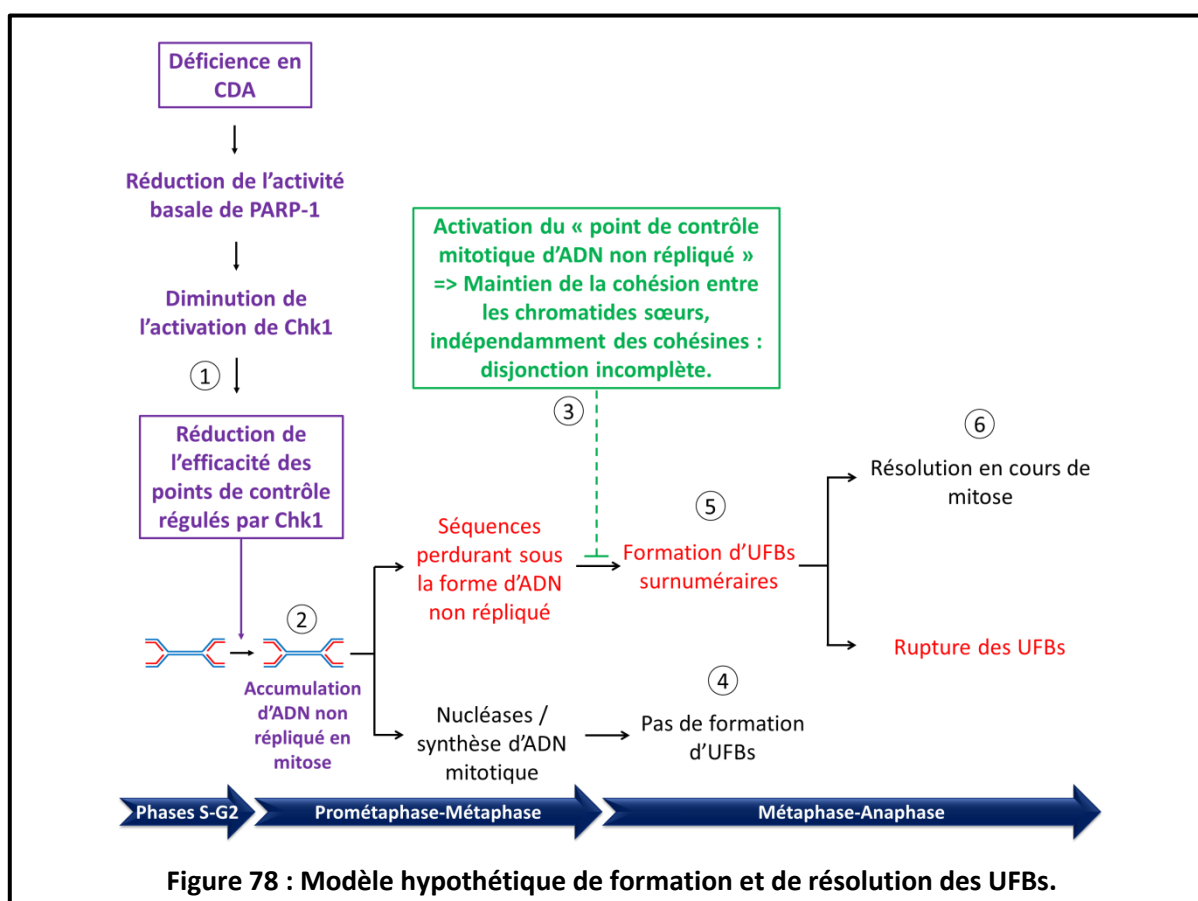 Déficience en
CDA
Réduction de l'activité
basale de PARP-1
Diminution de
l'activation de Chk1
①
Réduction de
l'efficacité des
points de contrôle
régulés par Chk1
②
Accumulation
d'ADN non
répliqué en
mitose
Activation du « point de contrôle
mitotique d'ADN non répliqué »
=> Maintien de la cohésion entre
les chromatides sœurs,
indépendamment des cohésines :
disjonction incomplète.
③
Séquences
perdurant sous
la forme d'ADN
non répliqué
Nucléases /
synthèse d'ADN
mitotique
④
Pas de formation
d'UFBs
⑤
Formation d'UFBs
surnuméraires
⑥
Résolution en cours de
mitose
Rupture des UFBs
Phases S-G2
Prométaphase-Métaphase
Métaphase-Anaphase
Figure 78 : Modèle hypothétique de formation et de résolution des UFBs.